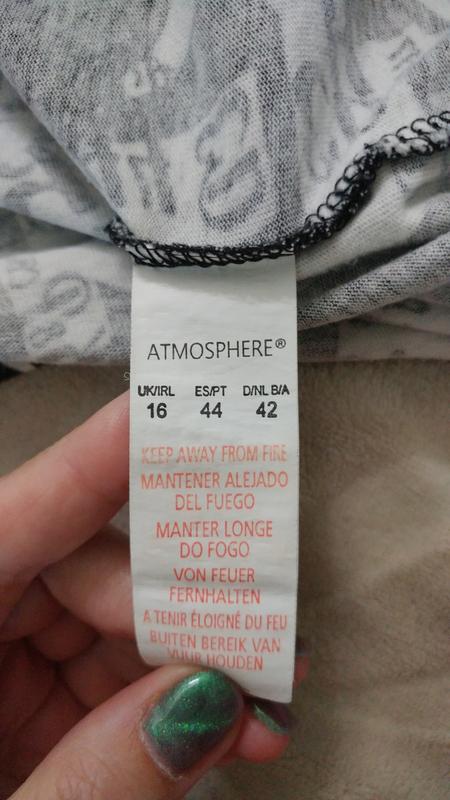 ATMOSPHERE®
UK/IRL ES/PT D/NL B/A
16 44 42
KEEP AWAY FROM FIRE
MANTENER ALEJADO
DEL FUEGO
MANTER LONGE
DO FOGO
VON FEUER
FERNHALTEN
A TENIR ÉLOIGNÉ DU FEU
BUITEN BEREIK VAN
VUUR HOUDEN